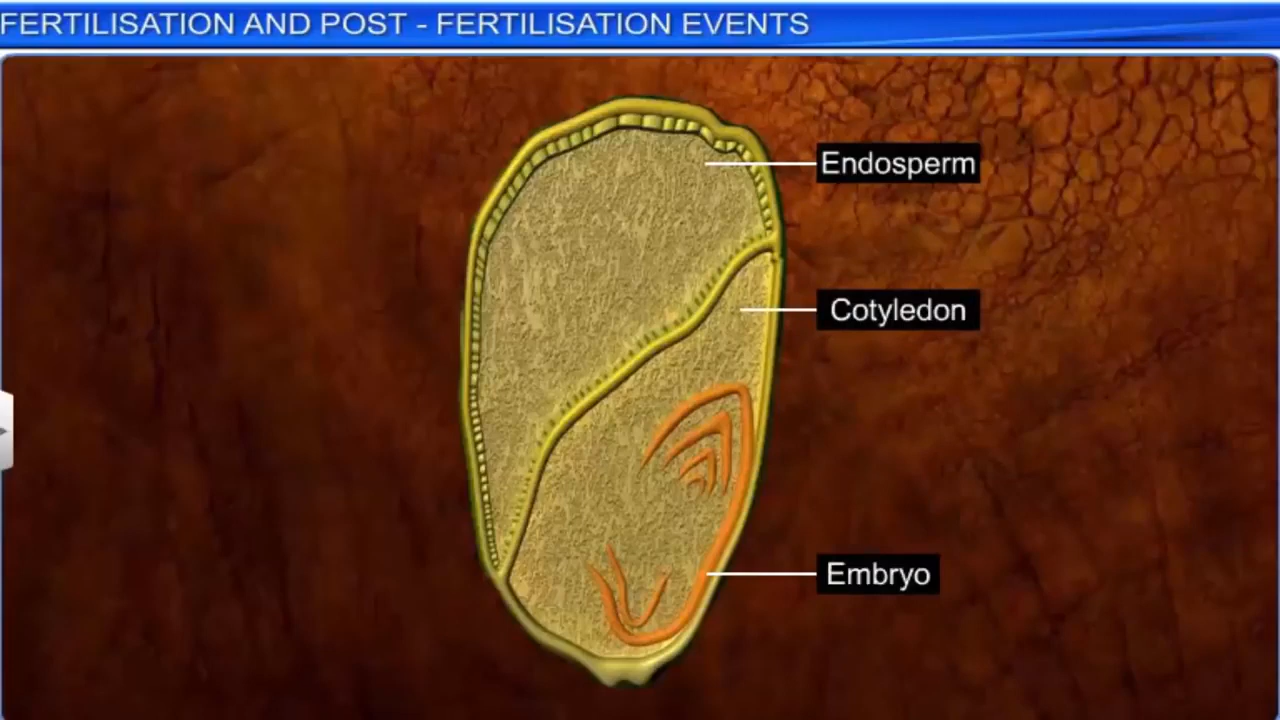 FERTILISATION AND POST - FERTILISATION EVENTS
Endosperm
Cotyledon
Embryo